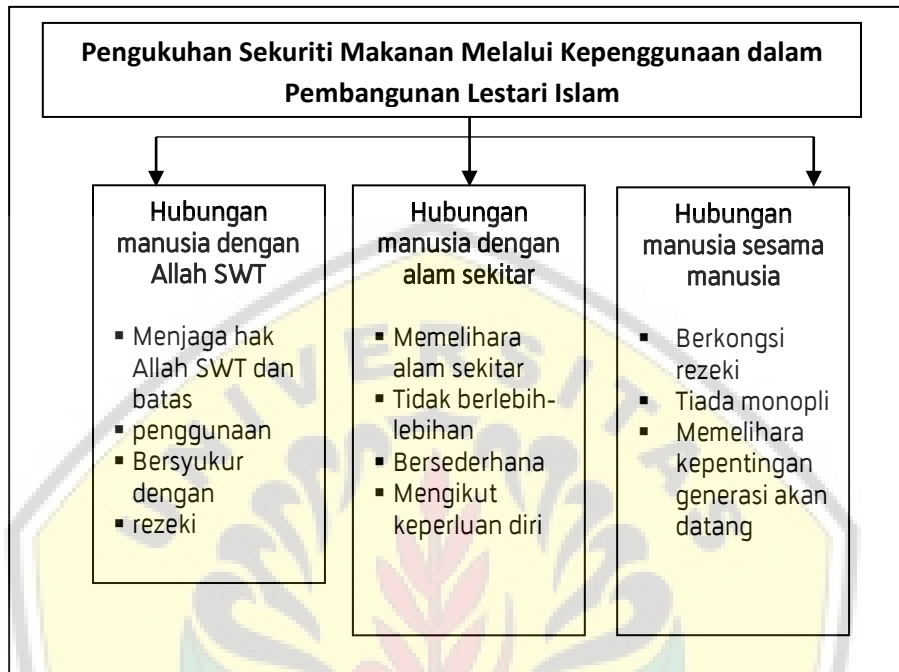 Pengukuhan Sekuriti Makanan Melalui Kepenggunaan dalam
Pembangunan Lestari Islam
Hubungan
manusia dengan
Allah SWT
▪ Menjaga hak
Allah SWT dan
batas
▪ penggunaan
▪ Bersyukur
dengan
▪ rezeki
Hubungan
manusia dengan
alam sekitar
▪ Memelihara
alam sekitar
▪ Tidak berlebih-
lebihan
▪ Bersederhana
▪ Mengikut
keperluan diri
Hubungan
manusia sesama
manusia
▪ Berkongsi
rezeki
▪ Tiada monopli
▪ Memelihara
kepentingan
generasi akan
datang
UNIVERSITAS